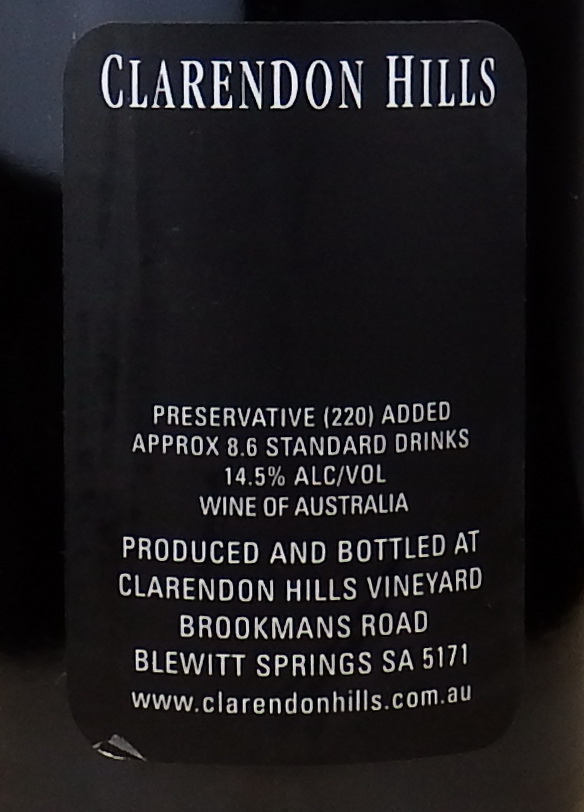 CLARENDON HILLS
PRESERVATIVE (220) ADDED
APPROX 8.6 STANDARD DRINKS
14.5% ALC/VOL
WINE OF AUSTRALIA
PRODUCED AND BOTTLED AT
CLARENDON HILLS VINEYARD
BROOKMANS ROAD
BLEWITT SPRINGS SA 5171
www.clarendonhills.com.au